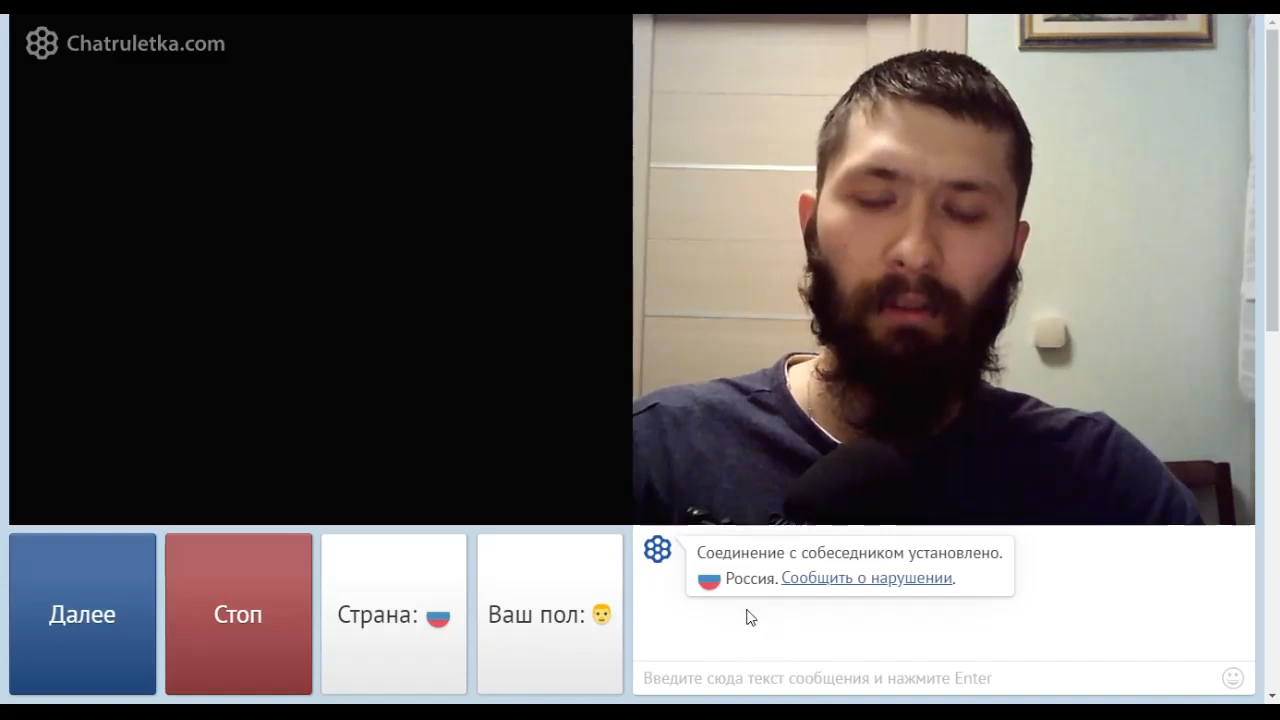 Chatruletka.com
Соединение с собеседником установлено.
Россия. Сообщить о нарушении.
Далее
Стоп
Страна:
Ваш пол:
Введите сюда текст сообщения и нажмите Enter